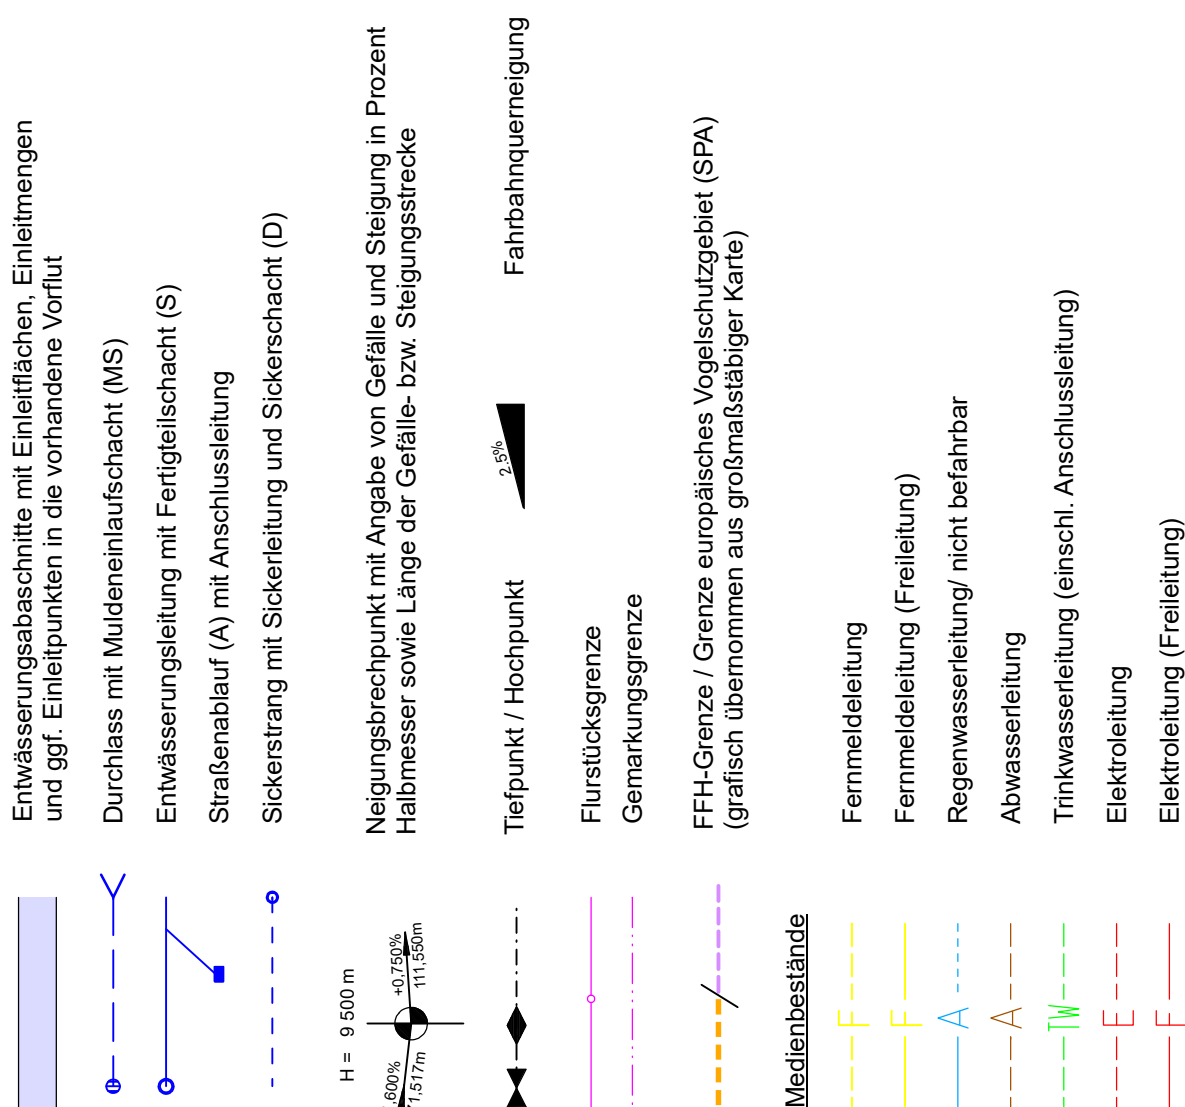 Entwässerungsabaschnitte mit Einleitflächen, Einleitmengen
und ggf. Einleitpunkten in die vorhandene Vorflut
Durchlass mit Muldeneinlaufschacht (MS)
Entwässerungsleitung mit Fertigteilschacht (S)
Straßenablauf (A) mit Anschlussleitung
Sickerstrang mit Sickerleitung und Sickerschacht (D)
H = 9 500 m
+0,750%
111,550m
,600%
71,517m
Neigungsbrechpunkt mit Angabe von Gefälle und Steigung in Prozent
Halbmesser sowie Länge der Gefälle- bzw. Steigungsstrecke
Tiefpunkt / Hochpunkt
2.5%
Fahrbahnquerneigung
Flurstücksgrenze
Gemarkungsgrenze
FFH-Grenze / Grenze europäisches Vogelschutzgebiet (SPA)
(grafisch übernommen aus großmaßstäbiger Karte)
Medienbestände
F Fernmeldeleitung
F Fernmeldeleitung (Freileitung)
A Regenwasserleitung/ nicht befahrbar
A Abwasserleitung
TW Trinkwasserleitung (einschl. Anschlussleitung)
E Elektroleitung
E Elektroleitung (Freileitung)